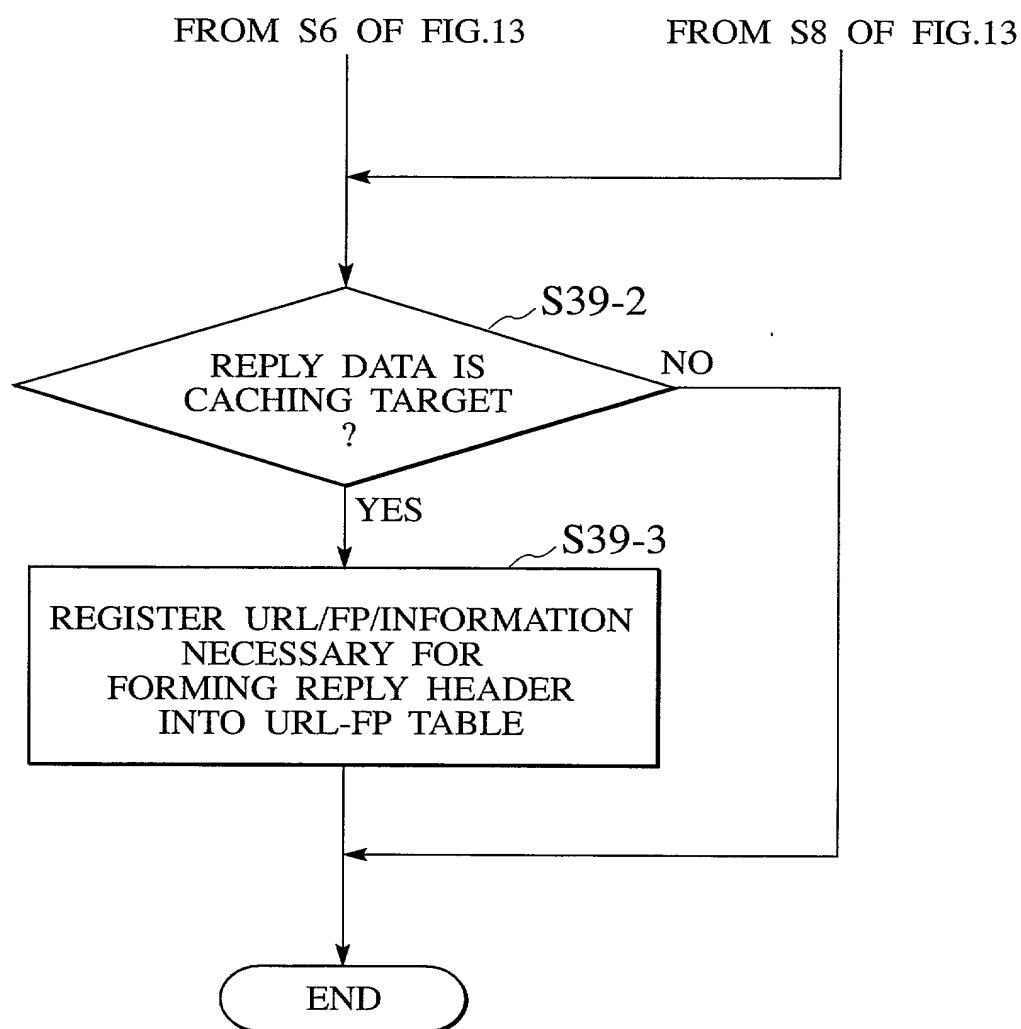 FROM S6 OF FIG.13
FROM S8 OF FIG.13
S39-2
REPLY DATA IS
CACHING TARGET
?
NO
YES
S39-3
REGISTER URL/FP/INFORMATION
NECESSARY FOR
FORMING REPLY HEADER
INTO URL-FP TABLE
END